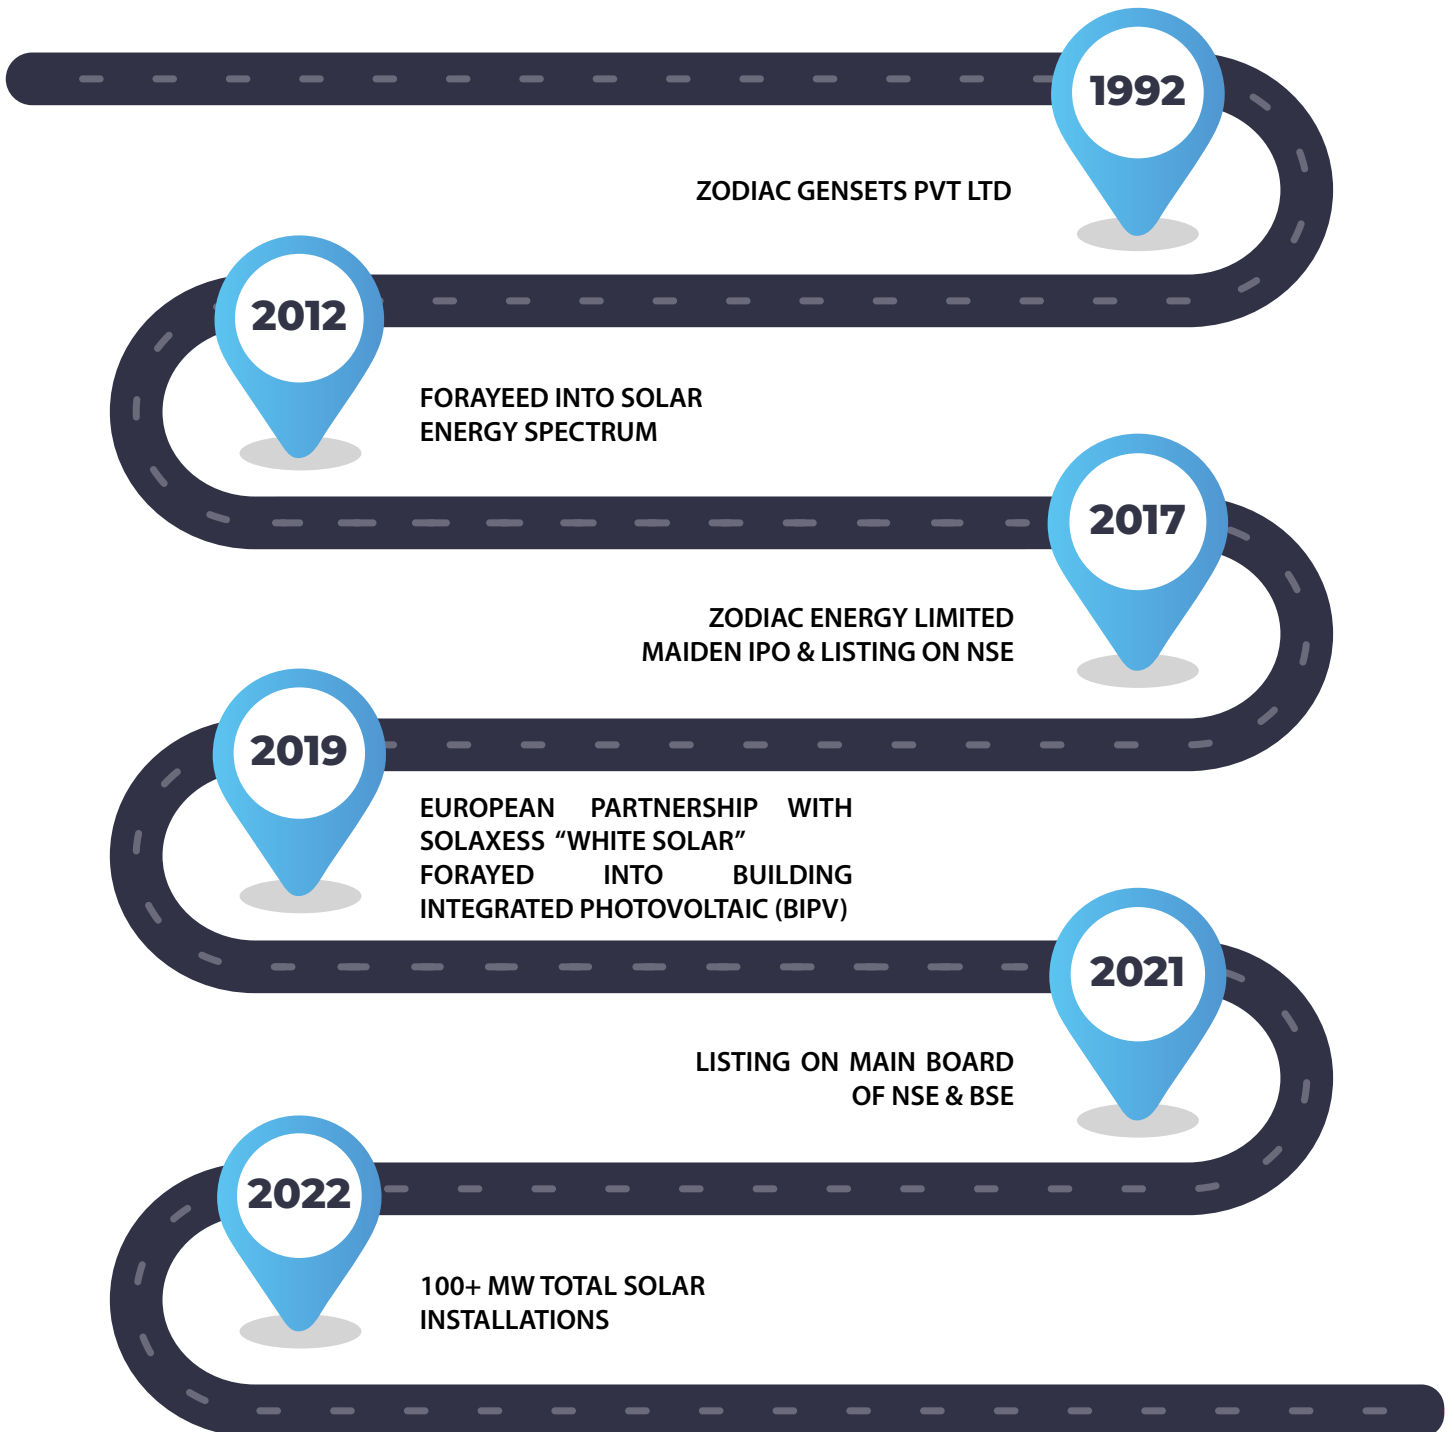 1992
ZODIAC GENSETS PVT LTD
2012
FORAYEED INTO SOLAR
ENERGY SPECTRUM
2017
ZODIAC ENERGY LIMITED
MAIDEN IPO & LISTING ON NSE
2019
EUROPEAN PARTNERSHIP WITH
SOLAXESS “WHITE SOLAR”
FORAYED INTO BUILDING
INTEGRATED PHOTOVOLTAIC (BIPV)
2021
LISTING ON MAIN BOARD
OF NSE & BSE
2022
100+ MW TOTAL SOLAR
INSTALLATIONS